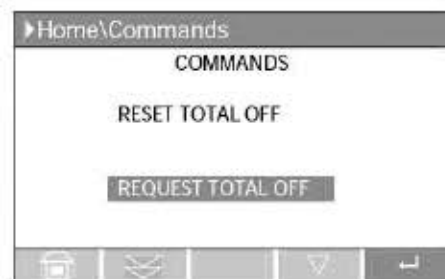 Home\Commands
COMMANDS
RESET TOTAL OFF
REQUEST TOTAL OFF